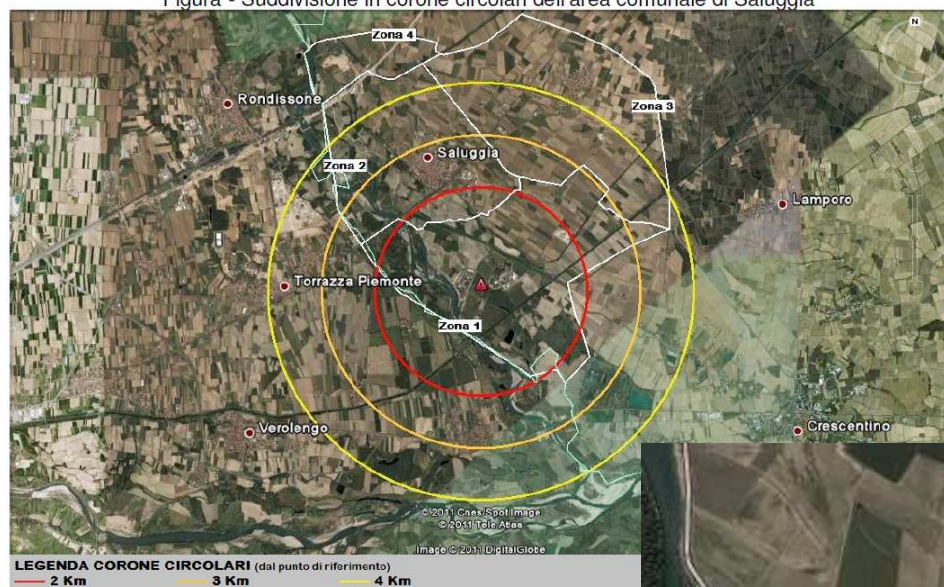 Figura - Suddivisione in corone circolari dell'area comunale di Saluggia
N
Zona 4
Rondissone
Zona 3
Saluggia
Zona 2
Lamporo
Torrazza Piemonte
Zona 1
Verolengo
Crescentino
© 2011 Cnes/Spot Image
© 2011 Tele Atlas
Image © 2011 DigitalGlobe
LEGENDA CORONE CIRCOLARI (dal punto di riferimento)
2 Km 3 Km 4 Km